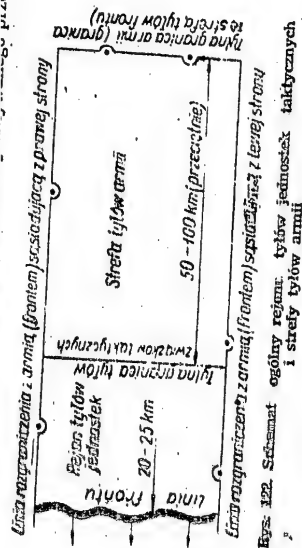 Linia rozgraniczenia z armią (frontem) sąsiadującą z prawej strony
Linia
frontu
Rejon tyłów
jednostek
20-25 km
Tylna granica tyłów
związków taktycznych
Strefa tyłów armii
50-100 km (przeciętnie)
Tylna granica armii (granica
ze strefą tyłów frontu)
Linia rozgraniczenia z armią (frontem) sąsiadującą z lewej strony
Rys. 122. Schemat ogólny rejonu tyłów jednostek taktycznych
i strefy tyłów armii